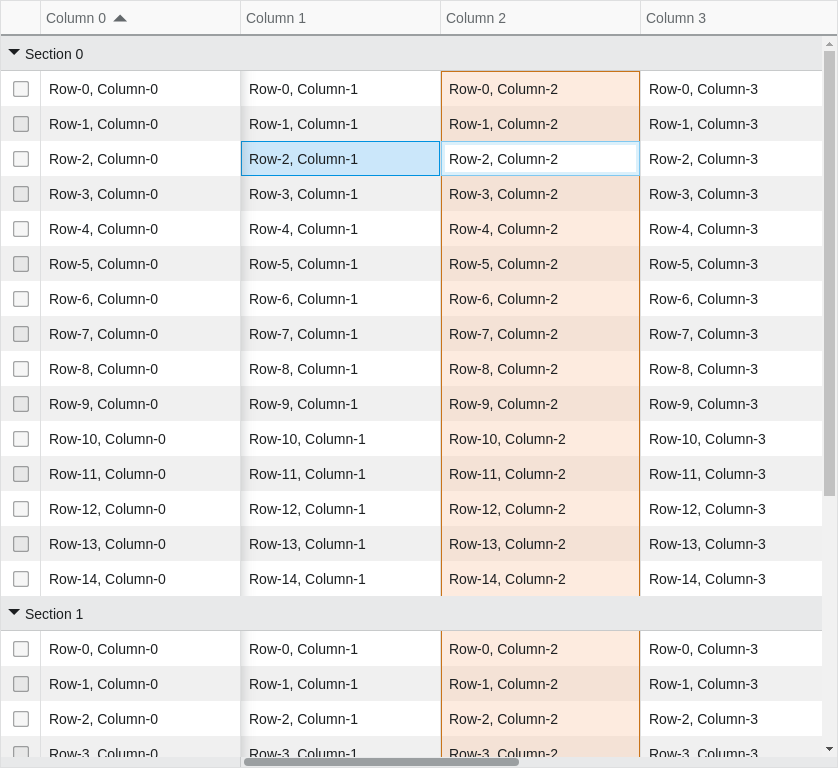 Column 0 Column 1 Column 2 Column 3
Section 0
Row-0, Column-0 Row-0, Column-1 Row-0, Column-2 Row-0, Column-3
Row-1, Column-0 Row-1, Column-1 Row-1, Column-2 Row-1, Column-3
Row-2, Column-0 Row-2, Column-1 Row-2, Column-2 Row-2, Column-3
Row-3, Column-0 Row-3, Column-1 Row-3, Column-2 Row-3, Column-3
Row-4, Column-0 Row-4, Column-1 Row-4, Column-2 Row-4, Column-3
Row-5, Column-0 Row-5, Column-1 Row-5, Column-2 Row-5, Column-3
Row-6, Column-0 Row-6, Column-1 Row-6, Column-2 Row-6, Column-3
Row-7, Column-0 Row-7, Column-1 Row-7, Column-2 Row-7, Column-3
Row-8, Column-0 Row-8, Column-1 Row-8, Column-2 Row-8, Column-3
Row-9, Column-0 Row-9, Column-1 Row-9, Column-2 Row-9, Column-3
Row-10, Column-0 Row-10, Column-1 Row-10, Column-2 Row-10, Column-3
Row-11, Column-0 Row-11, Column-1 Row-11, Column-2 Row-11, Column-3
Row-12, Column-0 Row-12, Column-1 Row-12, Column-2 Row-12, Column-3
Row-13, Column-0 Row-13, Column-1 Row-13, Column-2 Row-13, Column-3
Row-14, Column-0 Row-14, Column-1 Row-14, Column-2 Row-14, Column-3
Section 1
Row-0, Column-0 Row-0, Column-1 Row-0, Column-2 Row-0, Column-3
Row-1, Column-0 Row-1, Column-1 Row-1, Column-2 Row-1, Column-3
Row-2, Column-0 Row-2, Column-1 Row-2, Column-2 Row-2, Column-3
Row-3, Column-0 Row-3, Column-1 Row-3, Column-2 Row-3, Column-3